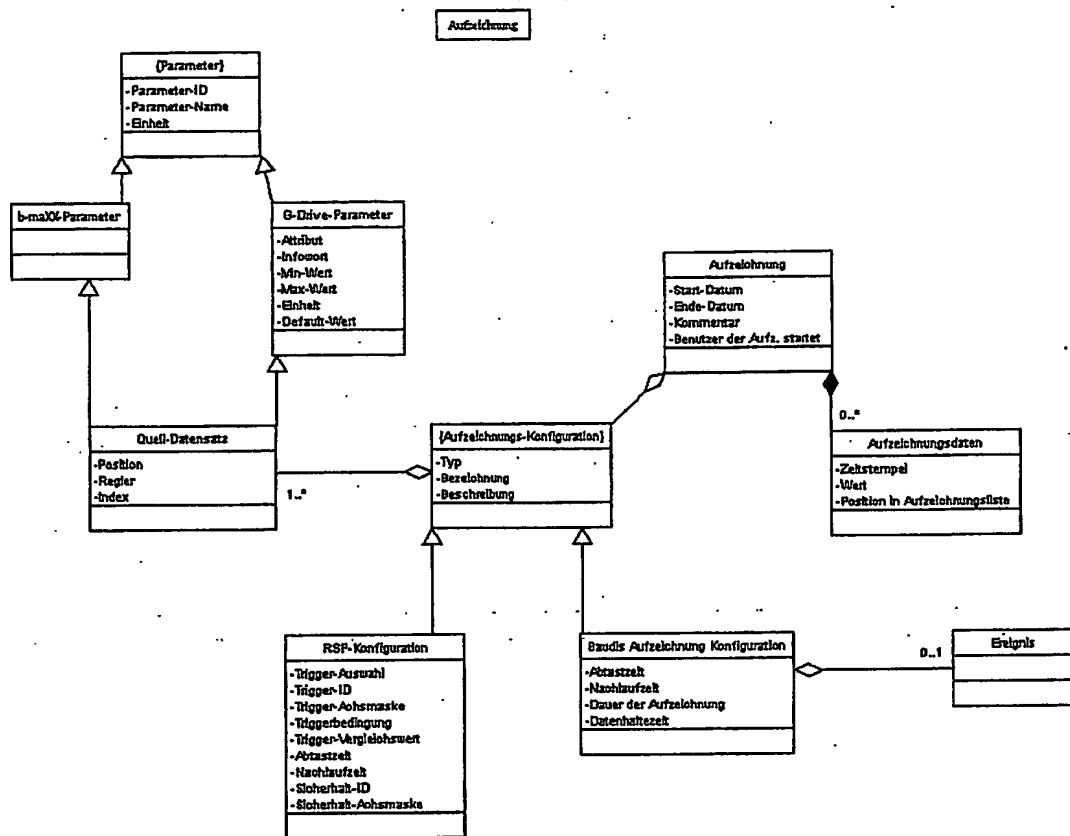 Aufzeichnung
{Parameter}
-Parameter-ID
-Parameter-Name
-Einheit
b-maXX-Parameter
G-Drive-Parameter
-Attribut
-Infowort
-Min-Wert
-Max-Wert
-Einheit
-Default-Wert
Aufzeichnung
-Start-Datum
-Ende-Datum
-Kommentar
-Benutzer der Aufz. startet
0..*
Quell-Datensatz
-Position
-Regler
-Index
1..*
{Aufzeichnungs-Konfiguration}
-Typ
-Bezeichnung
-Beschreibung
Aufzeichnungsdaten
-Zeitstempel
-Wert
-Position in Aufzeichnungsliste
RSP-Konfiguration
-Trigger-Auswahl
-Trigger-ID
-Trigger-Achsmaske
-Triggerbedingung
-Trigger-Vergleichswert
-Abtastzeit
-Nachlaufzeit
-Sicherheit-ID
-Sicherheit-Achsmaske
Baudis Aufzeichnung Konfiguration
-Abtastzeit
-Nachlaufzeit
-Dauer der Aufzeichnung
-Datenhaltezeit
0..1
Ereignis